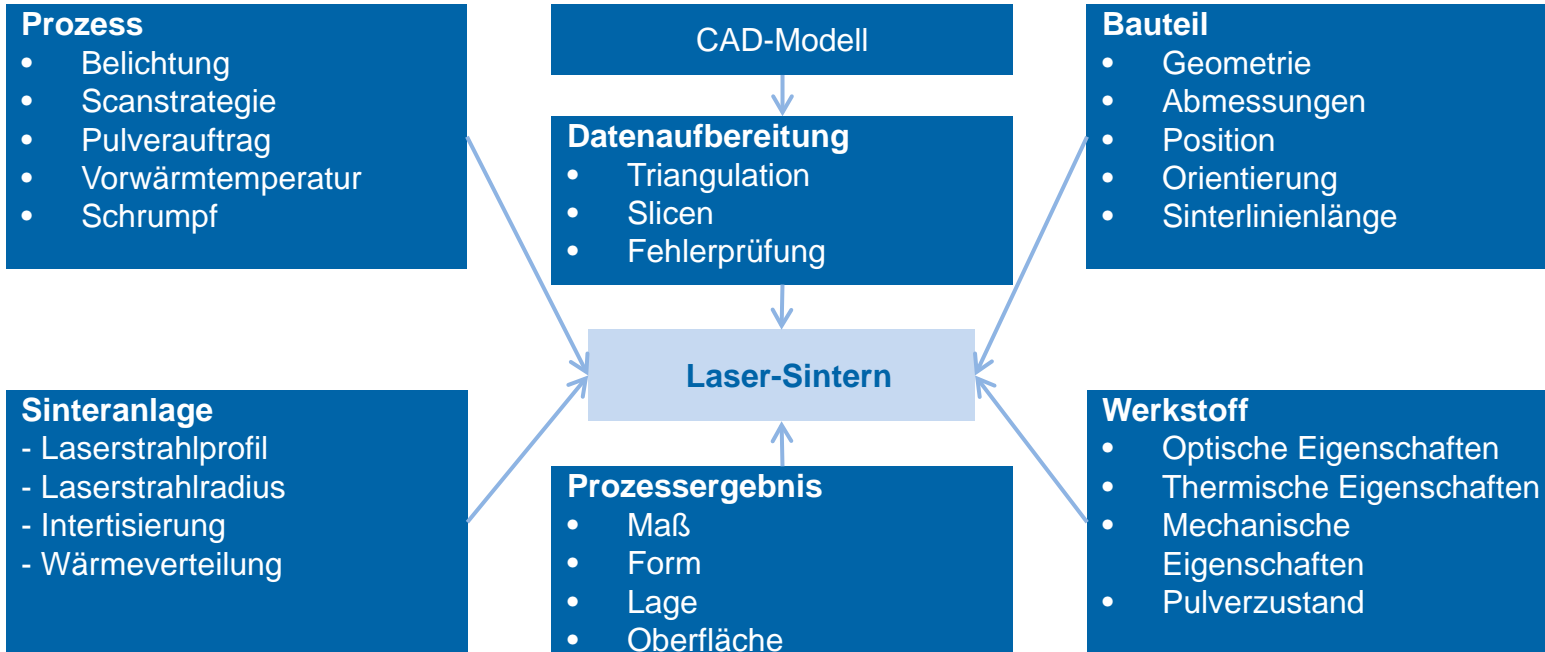 Prozess
• Belichtung
• Scanstrategie
• Pulverauftrag
• Vorwärmtemperatur
• Schrumpf
CAD-Modell
Datenaufbereitung
• Triangulation
• Slicen
• Fehlerprüfung
Bauteil
• Geometrie
• Abmessungen
• Position
• Orientierung
• Sinterlinienlänge
Laser-Sintern
Sinteranlage
- Laserstrahlprofil
- Laserstrahlradius
- Intertisierung
- Wärmeverteilung
Prozessergebnis
• Maß
• Form
• Lage
• Oberfläche
Werkstoff
• Optische Eigenschaften
• Thermische Eigenschaften
• Mechanische
Eigenschaften
• Pulverzustand